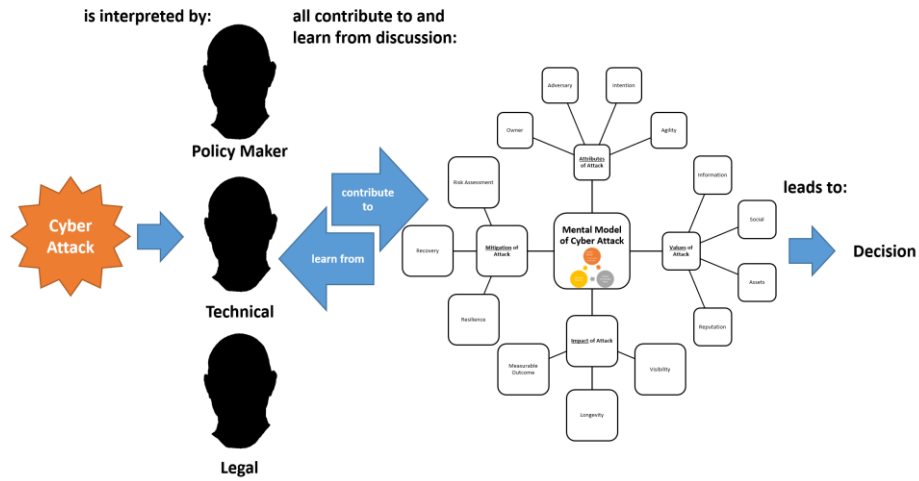 is interpreted by:
all contribute to and
learn from discussion:
Policy Maker
Technical
Legal
Cyber
Attack
contribute
to
learn from
Mental Model
of Cyber Attack
Attributes
of Attack
Owner
Adversary
Intention
Agility
Values of
Attack
Information
Social
Assets
Reputation
Impact of Attack
Measurable
Outcome
Longevity
Visibility
Mitigation of
Attack
Risk Assessment
Recovery
Resilience
leads to:
Decision